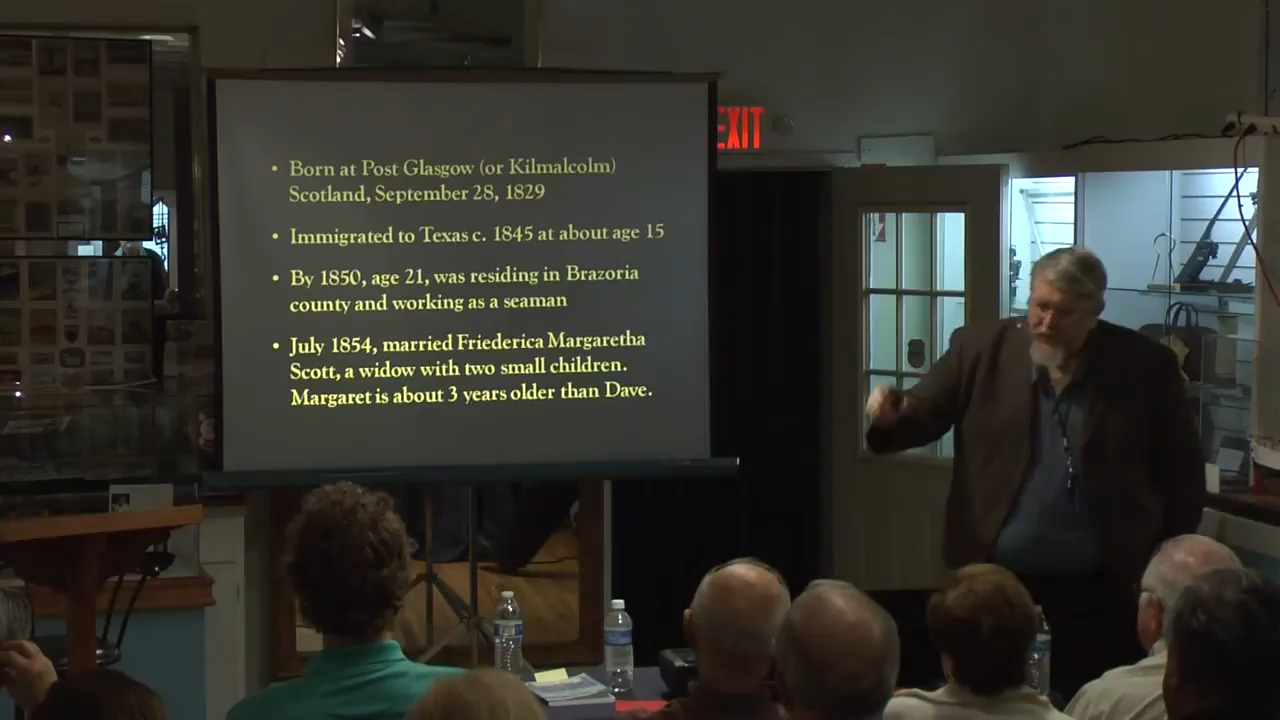 • Born at Post Glasgow (or Kilmalcolm)
Scotland, September 28, 1829
• Immigrated to Texas c. 1845 at about age 15
• By 1850, age 21, was residing in Brazoria
county and working as a seaman
• July 1854, married Friederica Margaretha
Scott, a widow with two small children.
Margaret is about 3 years older than Dave.
EXIT